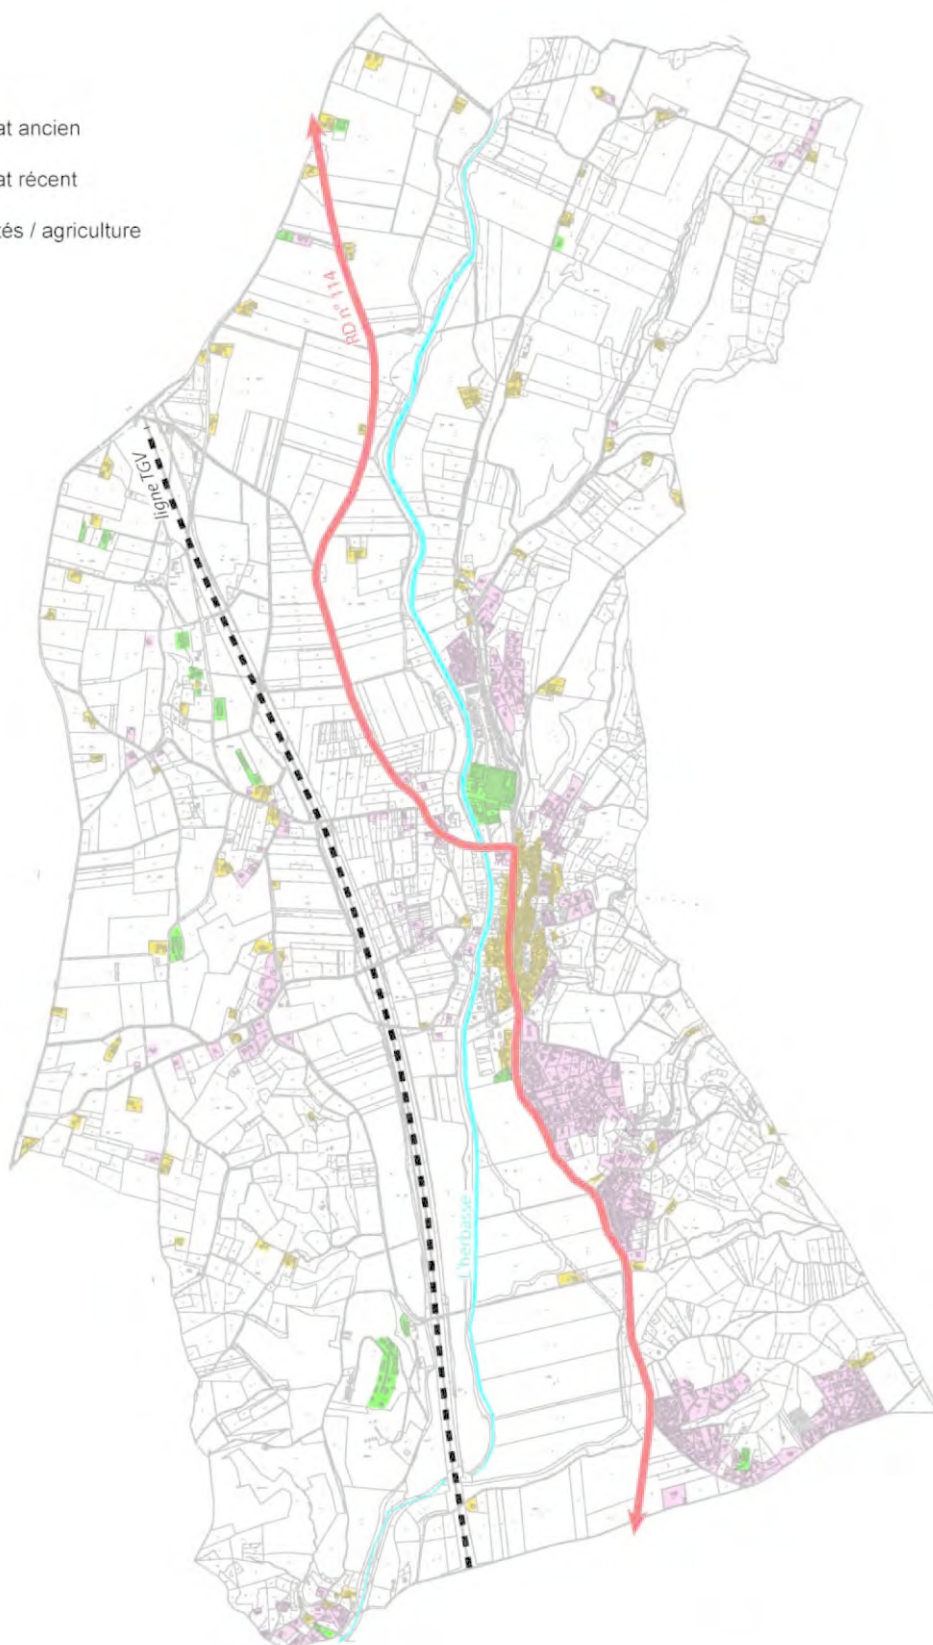 at ancien
at récent
tés / agriculture
RD n° 114
ligne TGV
L'herbasse